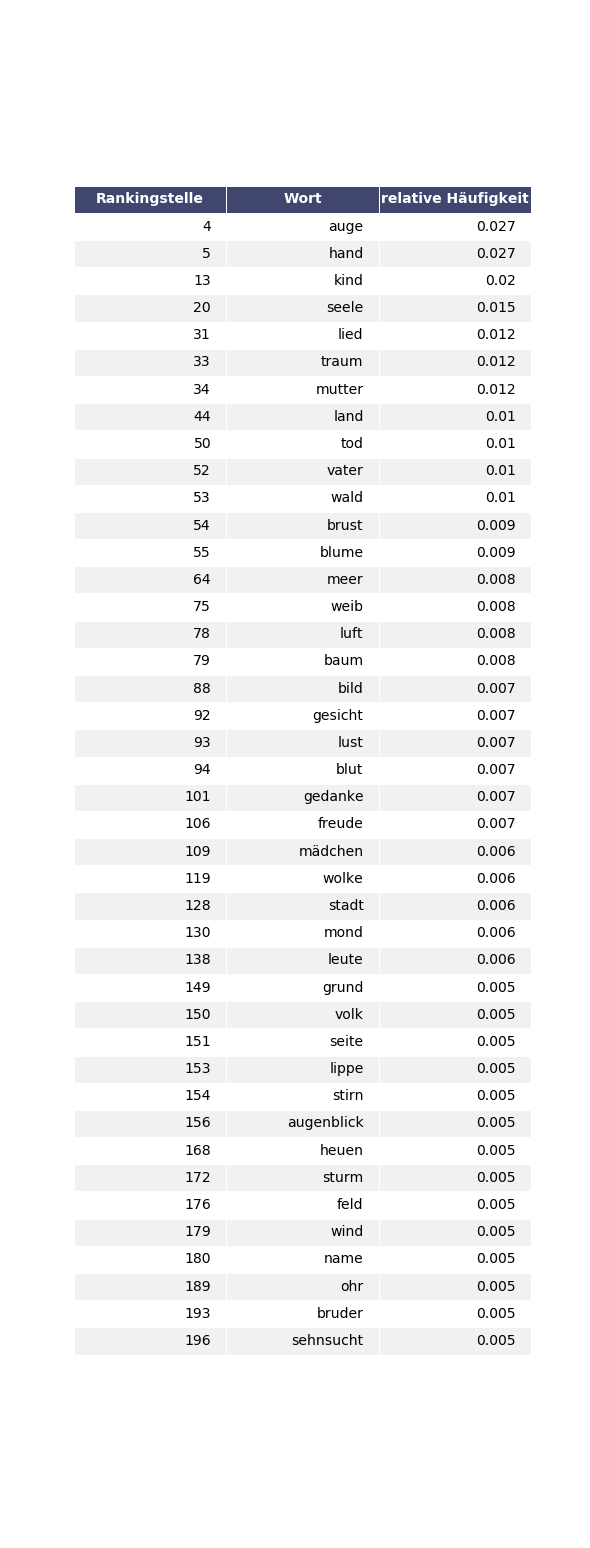 Rankingstelle Wort relative Häufigkeit
4 auge 0.027
5 hand 0.027
13 kind 0.02
20 seele 0.015
31 lied 0.012
33 traum 0.012
34 mutter 0.012
44 land 0.01
50 tod 0.01
52 vater 0.01
53 wald 0.01
54 brust 0.009
55 blume 0.009
64 meer 0.008
75 weib 0.008
78 luft 0.008
79 baum 0.008
88 bild 0.007
92 gesicht 0.007
93 lust 0.007
94 blut 0.007
101 gedanke 0.007
106 freude 0.007
109 mädchen 0.006
119 wolke 0.006
128 stadt 0.006
130 mond 0.006
138 leute 0.006
149 grund 0.005
150 volk 0.005
151 seite 0.005
153 lippe 0.005
154 stirn 0.005
156 augenblick 0.005
168 heuen 0.005
172 sturm 0.005
176 feld 0.005
179 wind 0.005
180 name 0.005
189 ohr 0.005
193 bruder 0.005
196 sehnsucht 0.005